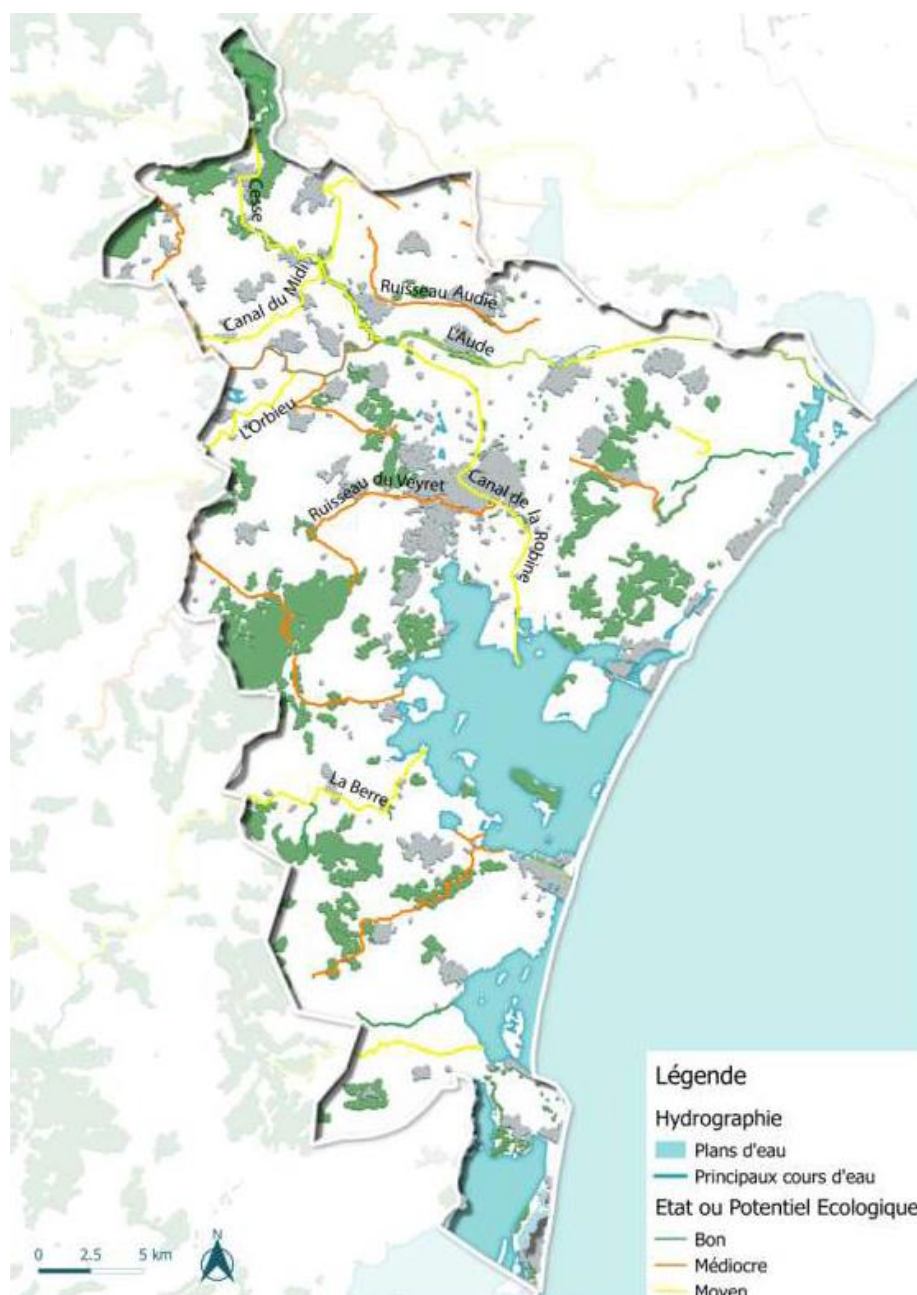 Cesse
Canal du Midi
Ruisseau Audié
L'Aude
L'Orbieu
Ruisseau du Veyret
Canal de la Robine
La Berre
Légende
Hydrographie
Plans d'eau
Principaux cours d'eau
Etat ou Potentiel Ecologique
Bon
Médiocre
Moyen
N
0 2.5 5 km